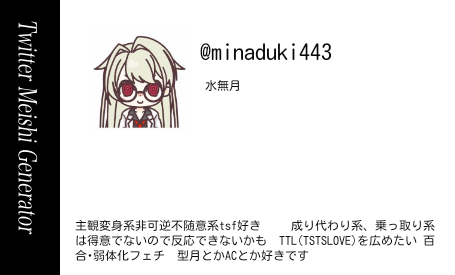 Twitter Meishi Generator
@minaduki443
水無月
主観変身系非可逆不随意系tsf好き　　成り代わり系、乗っ取り系
は得意でないので反応できないかも　TTL(TSTSLOVE)を広めたい 百
合･弱体化フェチ　型月とかACとか好きです